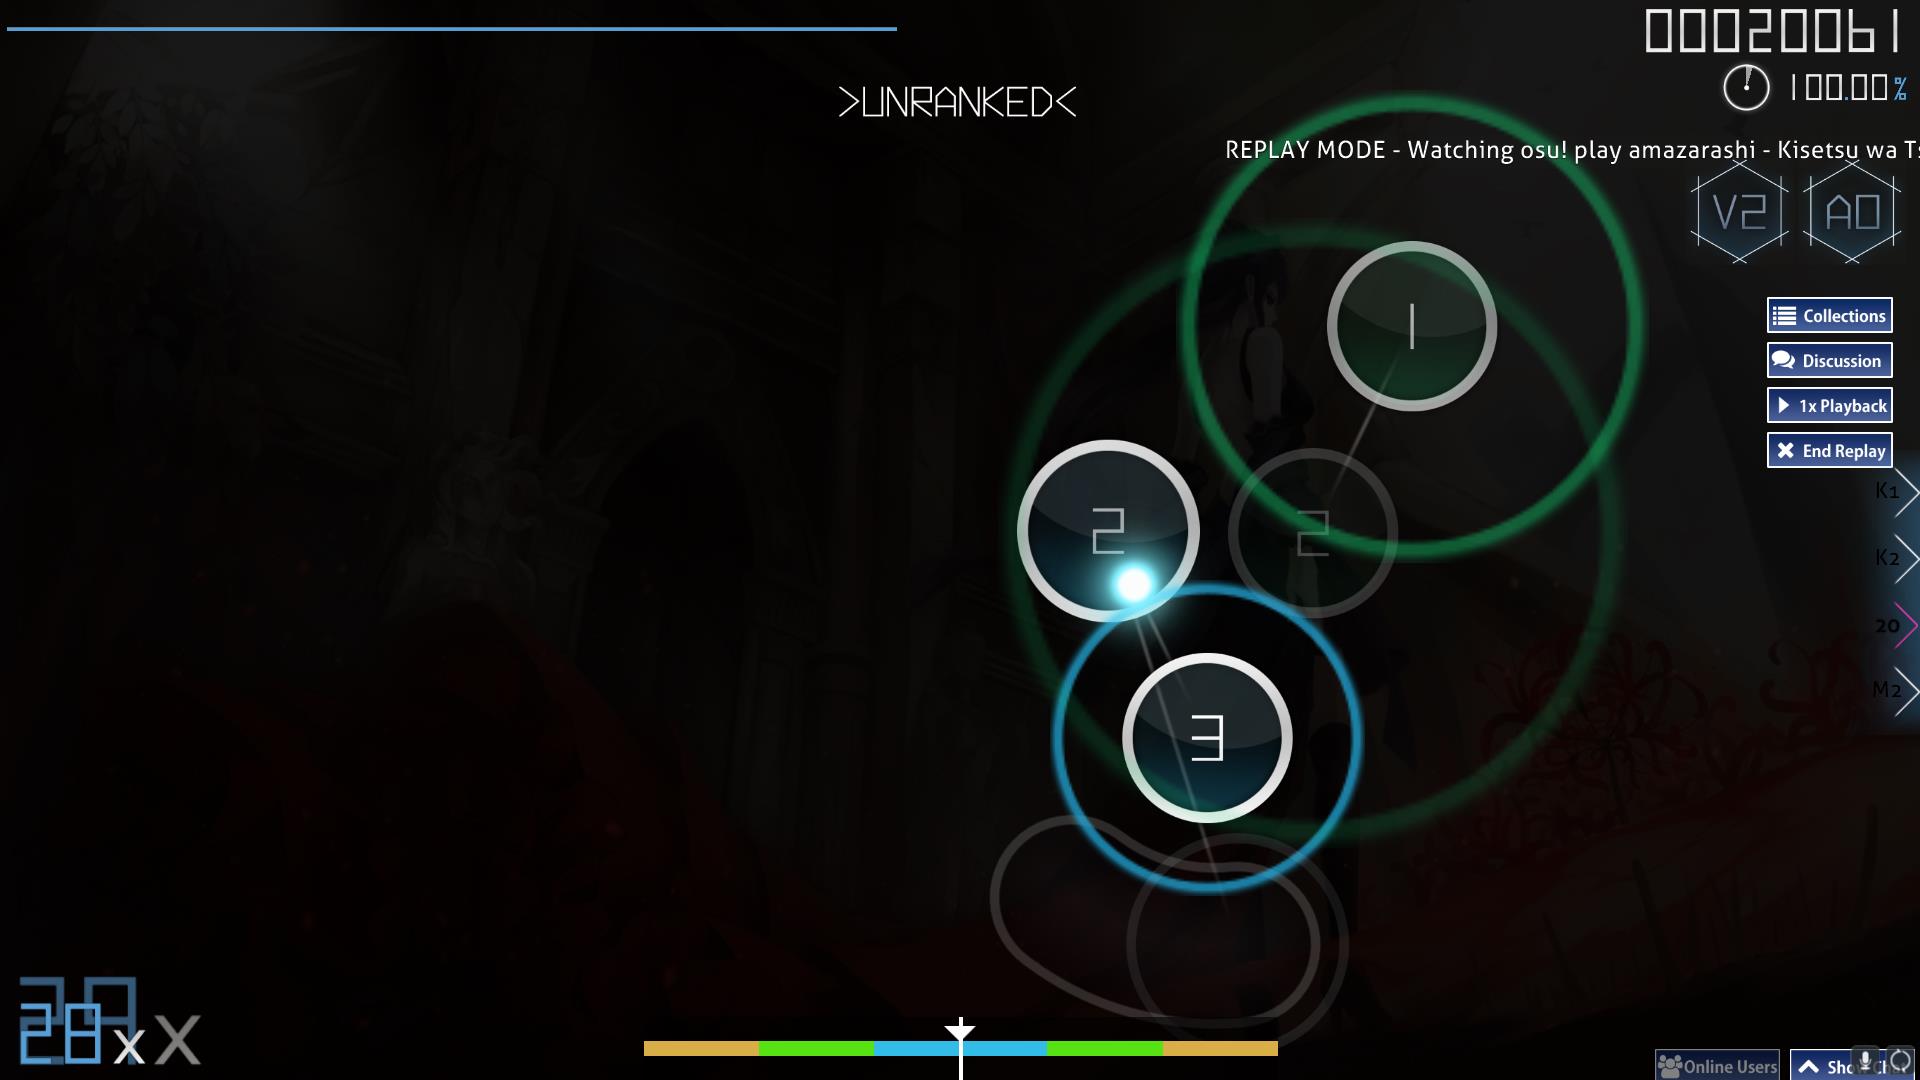 00020061
>UNRANKED<
100.00%
REPLAY MODE - Watching osu! play amazarashi - Kisetsu wa Ts
V2 AO
Collections
1
Discussion
1x Playback
End Replay
K1
2
2
K2
20
M2
3
28x X
Online Users